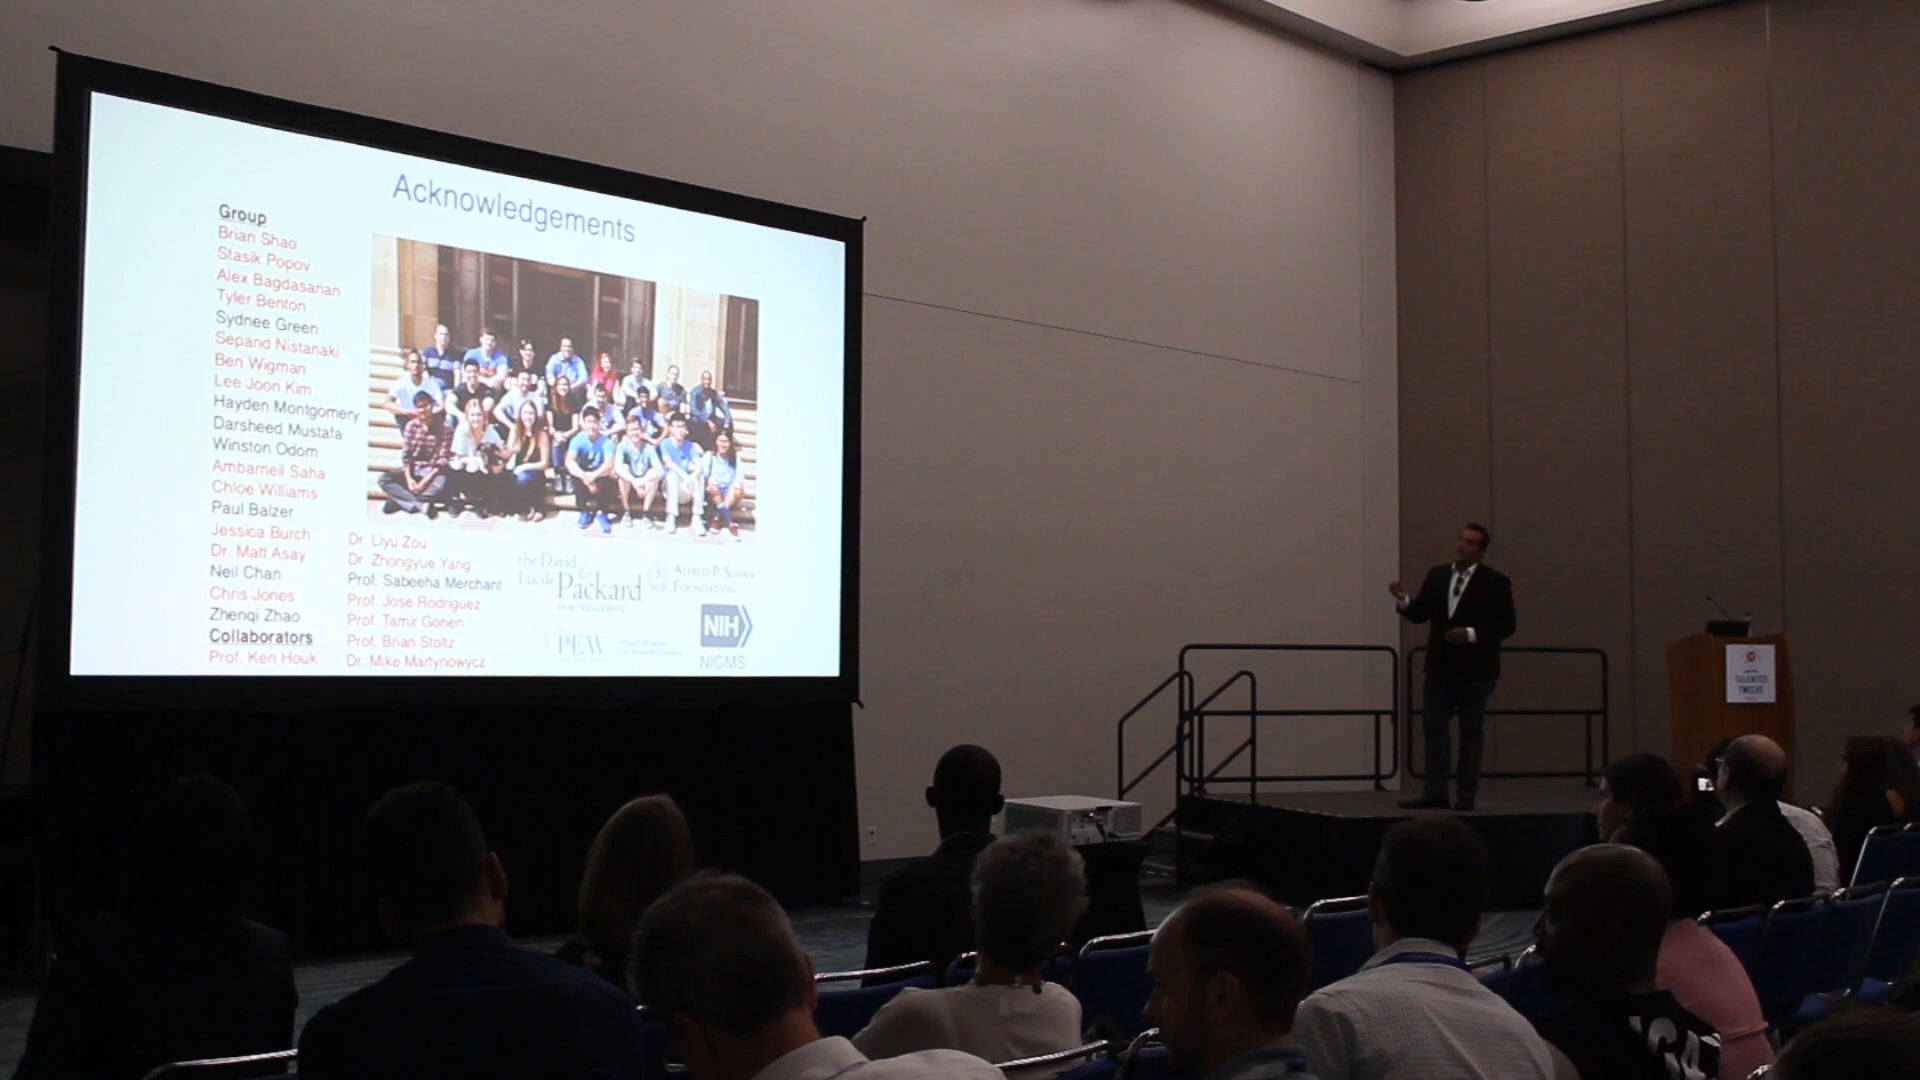 Acknowledgements
Group
Brian Shao
Stasik Popov
Alex Bagdasarian
Tyler Benton
Sydnee Green
Sepand Nistanaki
Ben Wigman
Lee Joon Kim
Hayden Montgomery
Darsheed Mustafa
Winston Odom
Ambarneil Saha
Chloe Williams
Paul Balzer
Jessica Burch
Dr. Matt Asay
Neil Chan
Chris Jones
Zhenqi Zhao
Collaborators
Prof. Ken Houk
Dr. Liyu Zou
Dr. Zhongyue Yang
Prof. Sabeeha Merchant
Prof. Jose Rodriguez
Prof. Tamir Gonen
Prof. Brian Stoltz
Dr. Mike Martynowycz
the David &
Lucile Packard
FOUNDATION
ALFRED P. SLOAN
FOUNDATION
PEW
NIH
NIGMS
TALENTED
TWELVE